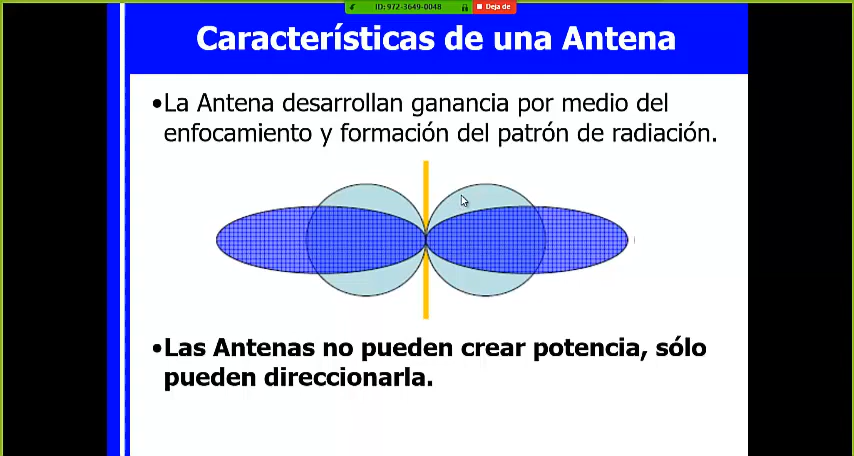 ID: 972-3649-0048
Deja de
Características de una Antena
•La Antena desarrollan ganancia por medio del
enfocamiento y formación del patrón de radiación.
•Las Antenas no pueden crear potencia, sólo
pueden direccionarla.